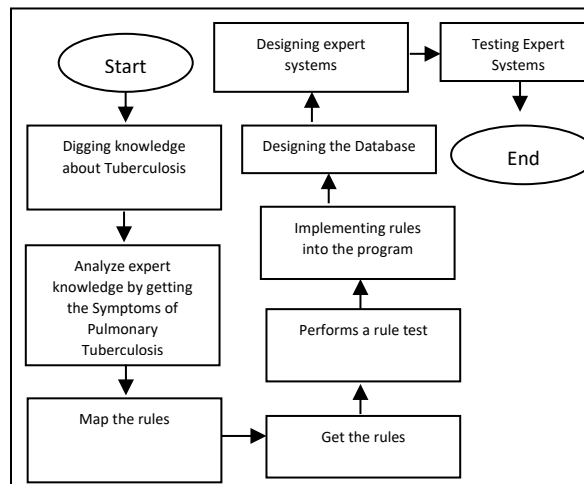 Start
Digging knowledge
about Tuberculosis
Analyze expert
knowledge by getting
the Symptoms of
Pulmonary
Tuberculosis
Map the rules
Get the rules
Performs a rule test
Implementing rules
into the program
Designing the Database
Designing expert
systems
Testing Expert
Systems
End